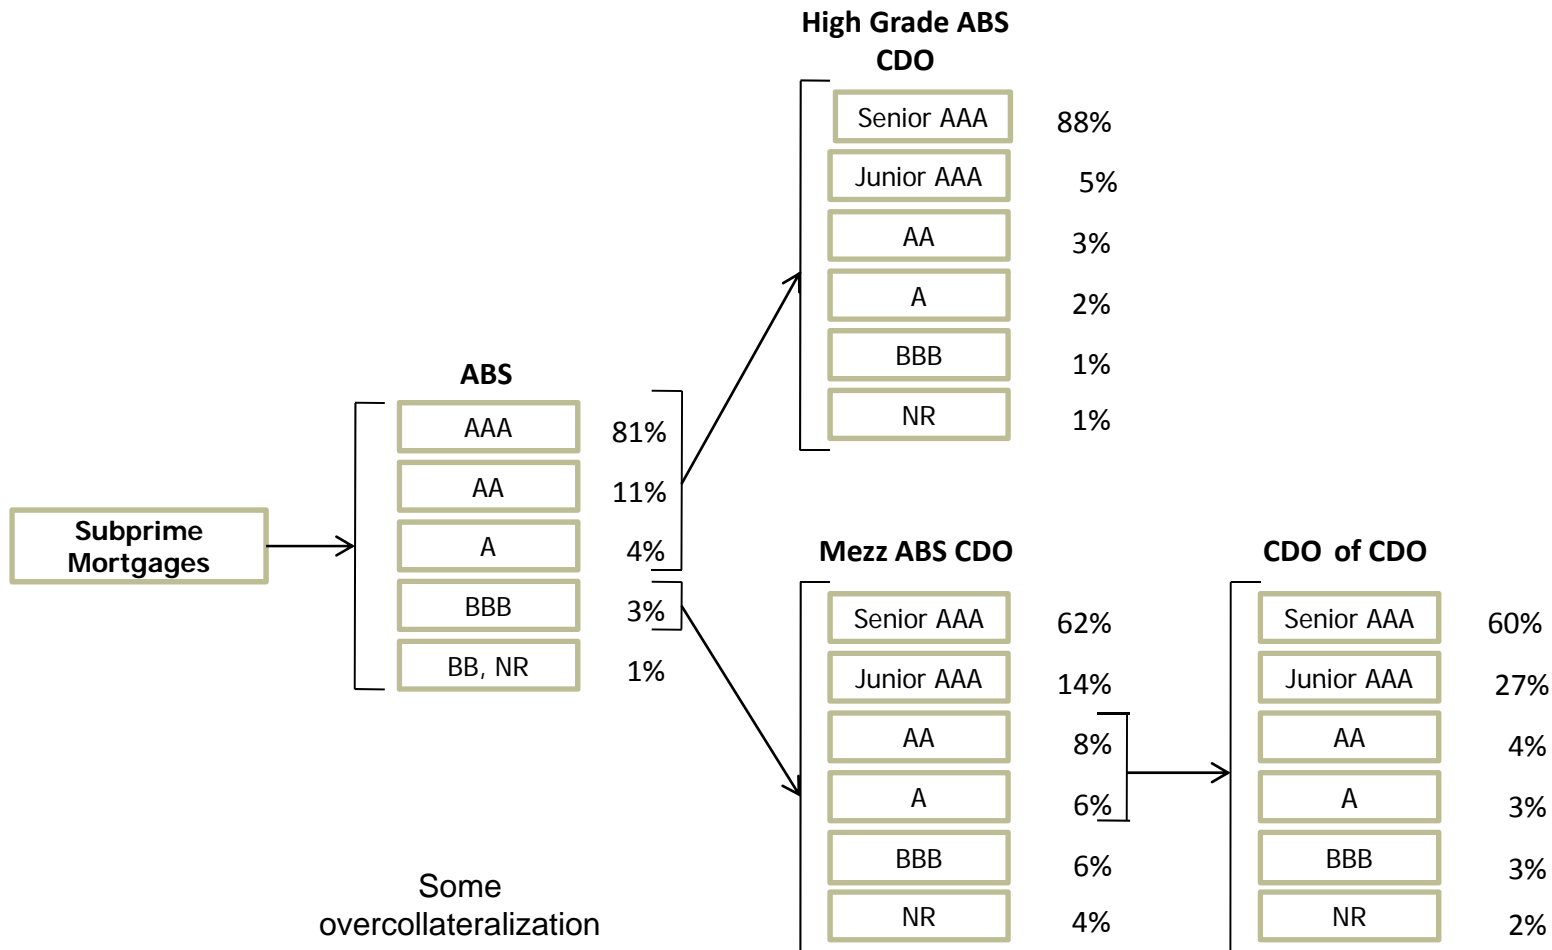 High Grade ABS
CDO
Senior AAA 88%
Junior AAA 5%
AA 3%
A 2%
BBB 1%
NR 1%
ABS
AAA 81%
AA 11%
A 4%
BBB 3%
BB, NR 1%
Subprime
Mortgages
Mezz ABS CDO
Senior AAA 62%
Junior AAA 14%
AA 8%
A 6%
BBB 6%
NR 4%
CDO of CDO
Senior AAA 60%
Junior AAA 27%
AA 4%
A 3%
BBB 3%
NR 2%
Some
overcollateralization